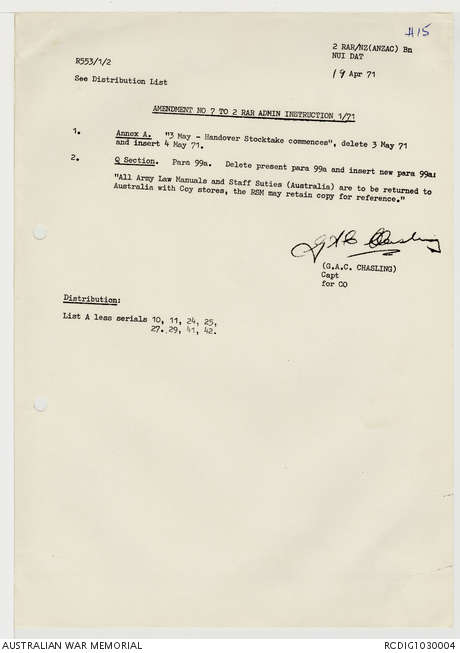 #15
2 RAR/NZ(ANZAC) Bn
NUI DAT
R553/1/2
19 Apr 71
See Distribution List
AMENDMENT NO 7 TO 2 RAR ADMIN INSTRUCTION 1/71
1. Annex A. "3 May - Handover Stocktake commences", delete 3 May 71
and insert 4 May 71.
2. Q Section. Para 99a. Delete present para 99a and insert new para 99a:
"All Army Law Manuals and Staff Suties (Australia) are to be returned to
Australia with Coy stores, the RSM may retain copy for reference."
G A C Chasling
(G.A.C. CHASLING)
Capt
for CO
Distribution:
List A less serials 10, 11, 24, 25,
27. 29, 41, 42.
AUSTRALIAN WAR MEMORIAL
RCDIG1030004